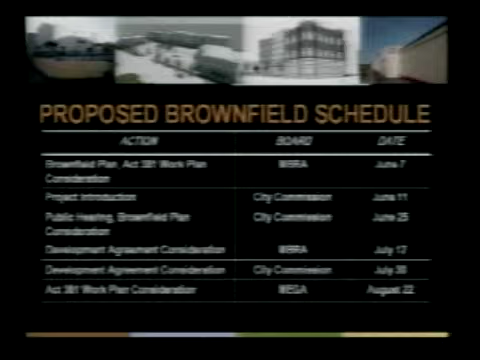 PROPOSED BROWNFIELD SCHEDULE
ACTION BOARD DATE
Brownfield Plan, Act 381 Work Plan Consideration MBRA June 7
Project Introduction City Commission June 11
Public Hearing, Brownfield Plan Consideration City Commission June 25
Development Agreement Consideration MBRA July 17
Development Agreement Consideration City Commission July 30
Act 381 Work Plan Consideration MEGA August 22